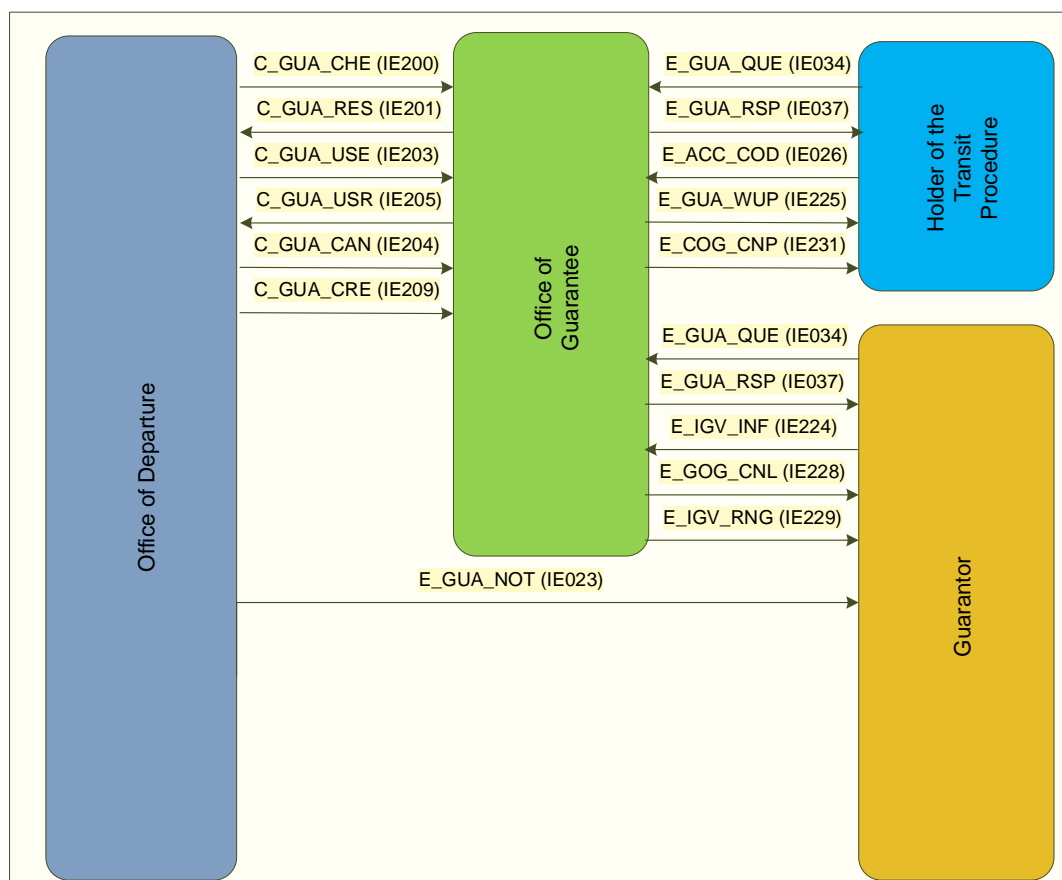 C_GUA_CHE (IE200)
C_GUA_RES (IE201)
C_GUA_USE (IE203)
C_GUA_USR (IE205)
C_GUA_CAN (IE204)
C_GUA_CRE (IE209)
E_GUA_QUE (IE034)
E_GUA_RSP (IE037)
E_ACC_COD (IE026)
E_GUA_WUP (IE225)
E_COG_CNP (IE231)
E_GUA_QUE (IE034)
E_GUA_RSP (IE037)
E_IGV_INF (IE224)
E_GOG_CNL (IE228)
E_IGV_RNG (IE229)
E_GUA_NOT (IE023)
Office of Departure
Office of
Guarantee
Holder of the
Transit
Procedure
Guarantor